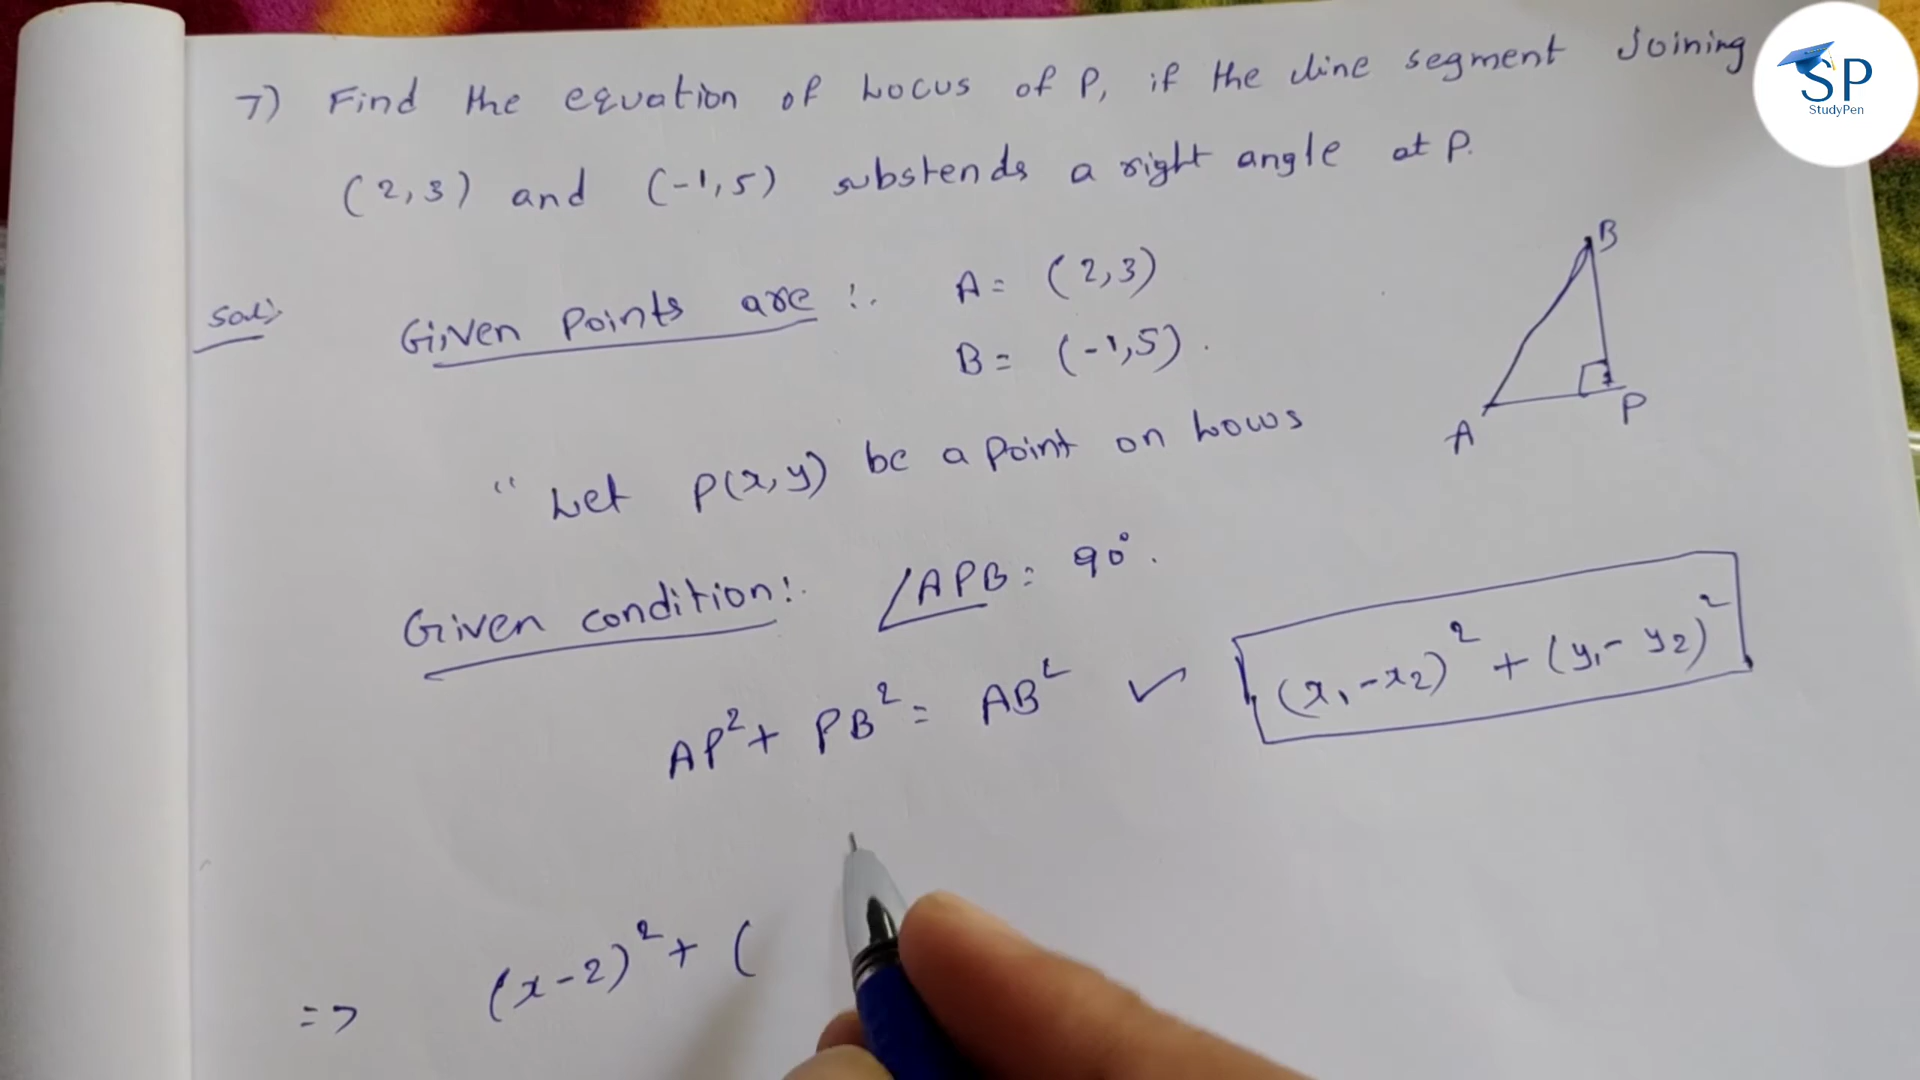 SP
StudyPen
7) Find the equation of Locus of P, if the line segment Joining
(2,3) and (-1,5) substends a right angle at P.
Sol:
Given Points are :. A = (2,3)
B = (-1,5).
B
A
P
" Let P(x,y) be a point on Locus
Given condition:. ∠APB = 90°.
AP² + PB² = AB² ✓
(x₁-x₂)² + (y₁-y₂)²
=> (x-2)² + (